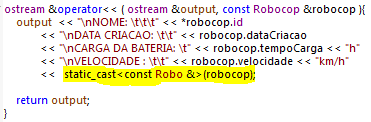 ostream &operator<< ( ostream &output, const Robocop &robocop ){
output << "\nNOME: \t\t\t" << *robocop.id
<< "\nDATA CRIACAO: \t\t" << robocop.dataCriacao
<< "\nCARGA DA BATERIA: \t" << robocop.tempoCarga << "h"
<< "\nVELOCIDADE : \t\t" << robocop.velocidade << "km/h"
<< static_cast<const Robo &>(robocop);
return output;
}